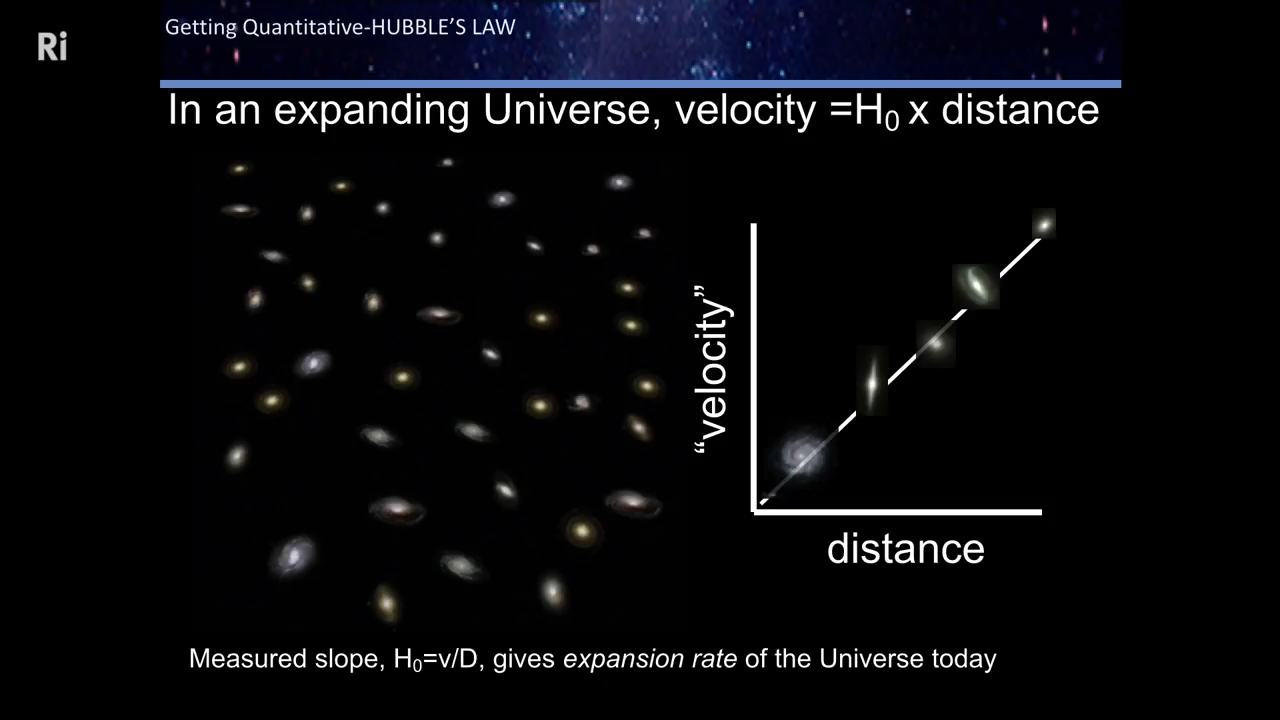 Ri
Getting Quantitative-HUBBLE’S LAW
In an expanding Universe, velocity =H₀ x distance
“velocity”
distance
Measured slope, H₀=v/D, gives expansion rate of the Universe today